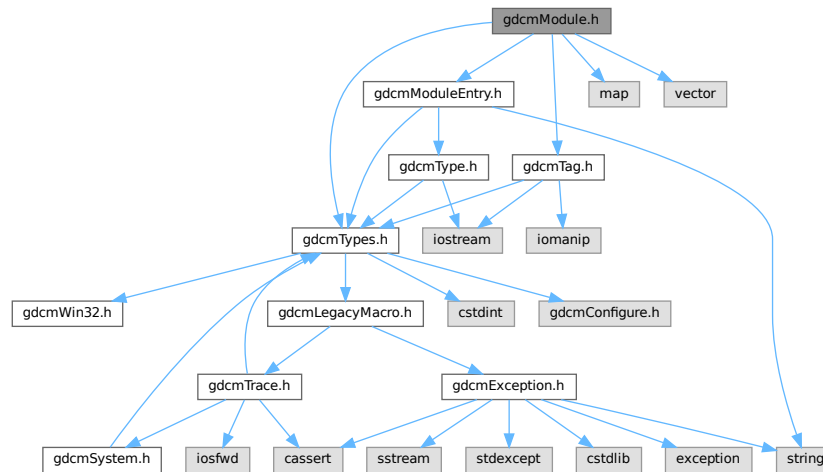 gdcmModule.h
gdcmModuleEntry.h
map
vector
gdcmType.h
gdcmTag.h
gdcmTypes.h
iostream
iomanip
gdcmWin32.h
gdcmLegacyMacro.h
cstdint
gdcmConfigure.h
gdcmTrace.h
gdcmException.h
gdcmSystem.h
iosfwd
cassert
sstream
stdexcept
cstdlib
exception
string